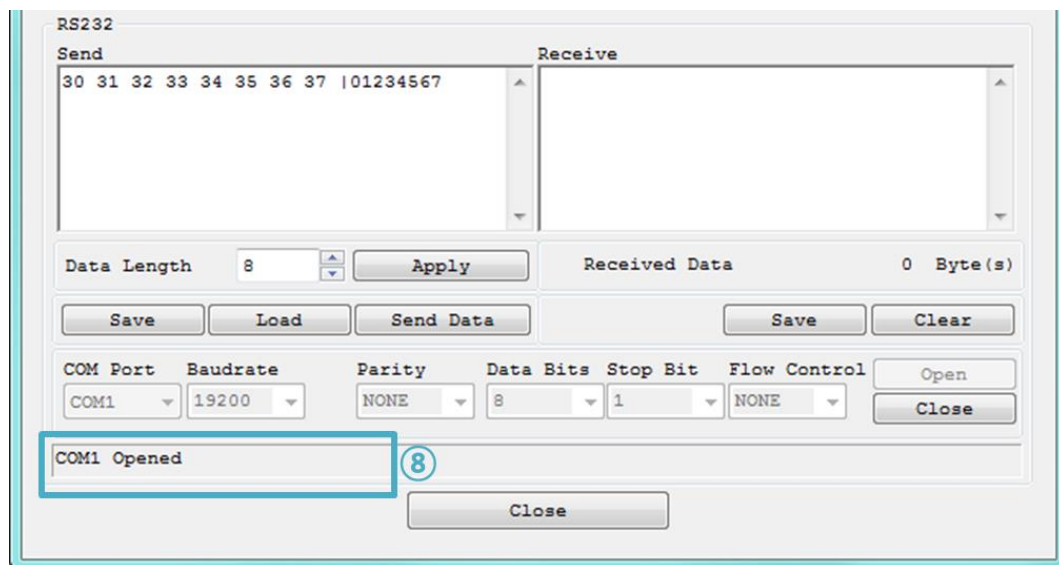 RS232
Send Receive
30 31 32 33 34 35 36 37 |01234567
Data Length 8 Apply Received Data 0 Byte(s)
Save Load Send Data Save Clear
COM Port Baudrate Parity Data Bits Stop Bit Flow Control Open
COM1 19200 NONE 8 1 NONE Close
COM1 Opened ⑧
Close